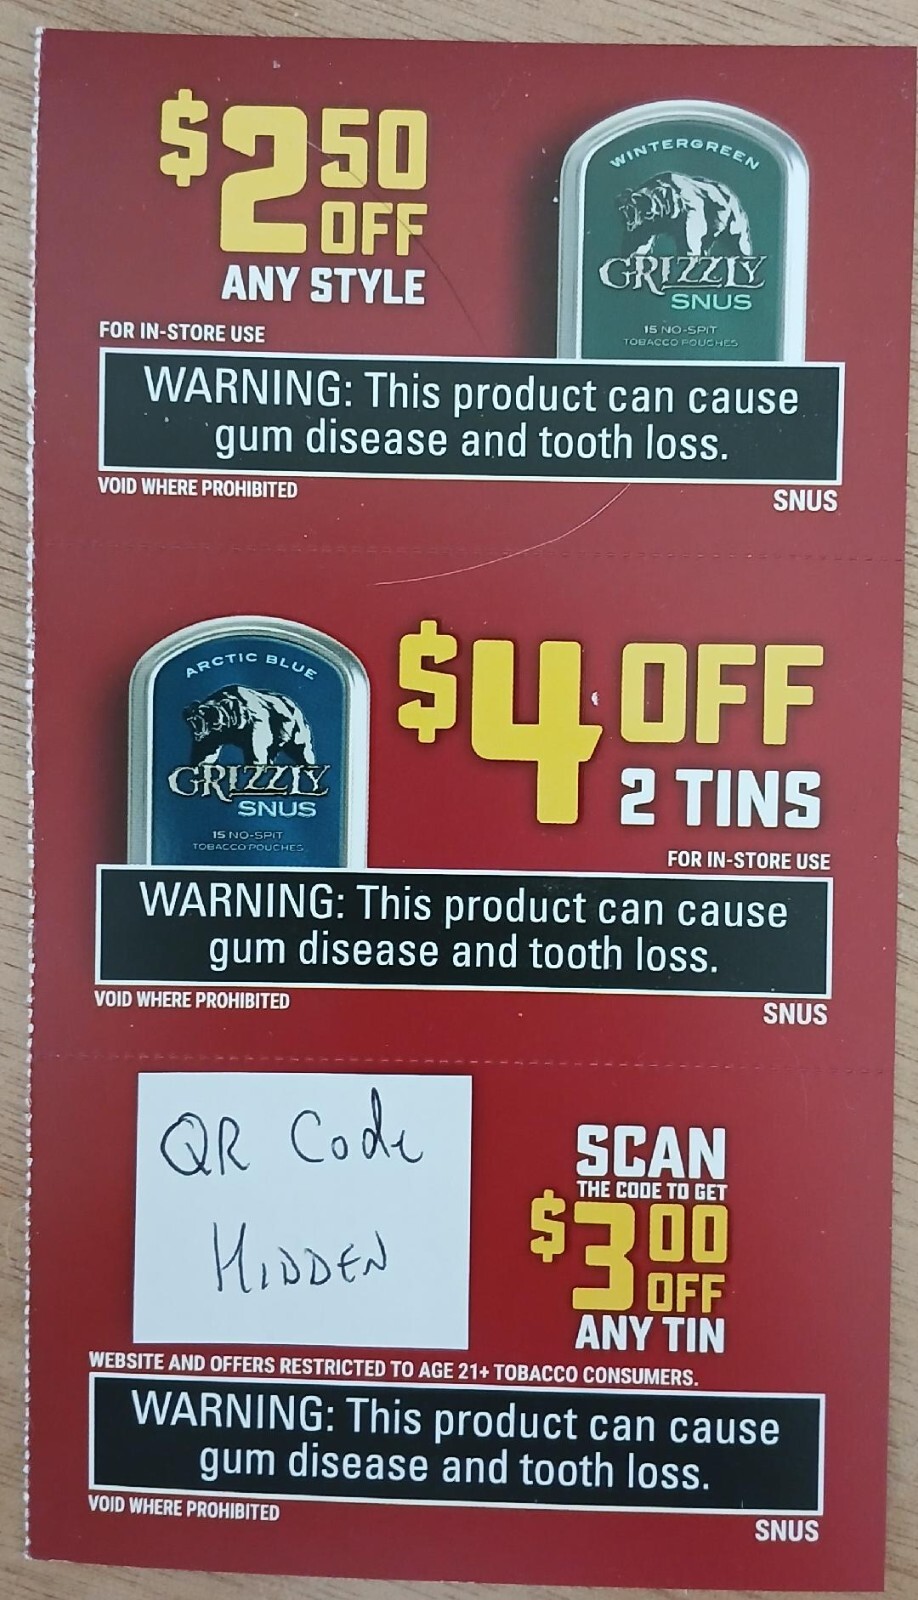 $2.50
OFF
ANY STYLE
FOR IN-STORE USE
WINTERGREEN
GRIZZLY
SNUS
15 NO-SPIT
TOBACCO POUCHES
WARNING: This product can cause
gum disease and tooth loss.
VOID WHERE PROHIBITED
SNUS
ARCTIC BLUE
GRIZZLY
SNUS
15 NO-SPIT
TOBACCO POUCHES
$4 OFF
2 TINS
FOR IN-STORE USE
WARNING: This product can cause
gum disease and tooth loss.
VOID WHERE PROHIBITED
SNUS
QR Code
HIDDEN
SCAN
THE CODE TO GET
$3.00
OFF
ANY TIN
WEBSITE AND OFFERS RESTRICTED TO AGE 21+ TOBACCO CONSUMERS.
WARNING: This product can cause
gum disease and tooth loss.
VOID WHERE PROHIBITED
SNUS